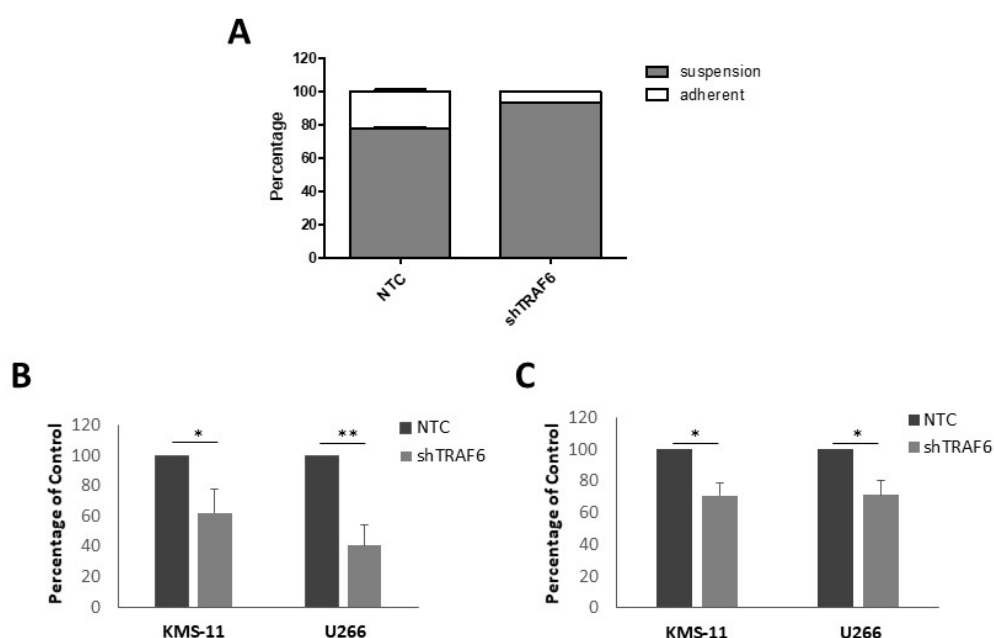 A
Percentage
120
100
80
60
40
20
0
NTC
shTRAF6
suspension
adherent
B
Percentage of Control
120
100
80
60
40
20
0
*
**
KMS-11
U266
NTC
shTRAF6
C
Percentage of Control
120
100
80
60
40
20
0
*
*
KMS-11
U266
NTC
shTRAF6